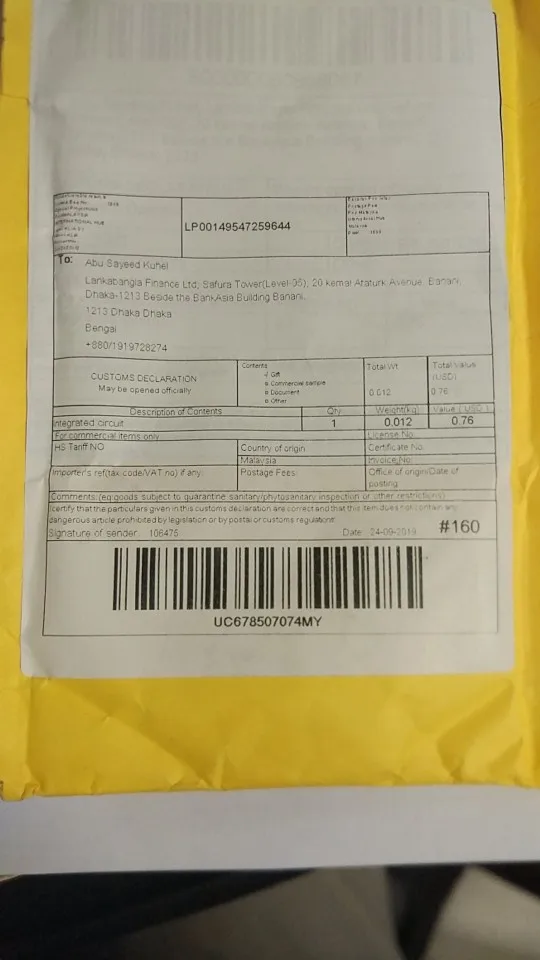 LP00149547259644
To:
Abu Sayeed Kuhel
Lankabangla Finance Ltd, Safura Tower(Level-05), 20 kemal Ataturk Avenue, Banani,
Dhaka-1213 Beside the BankAsia Building Banani,
1213 Dhaka Dhaka
Bengal
+880/1919728274
CUSTOMS DECLARATION
May be opened officially
Contents
√ Gift
¤ Commercial sample
¤ Document
¤ Other
Total Wt
0.012
Total Value
(USD)
0.76
Description of Contents Qty. Weight(kg) Value ( USD )
Integrated circuit 1 0.012 0.76
For commercial items only License No.
HS Tariff NO Country of origin Certificate No.
Malaysia Invoice No.
Importer's ref(tax code/VAT no) if any: Postage Fees Office of origin/Date of
posting
Comments:(eg:goods subject to quarantine sanitary/phytosanitary inspection or other restrictions)
I certify that the particulars given in this customs declaration are correct and that this item does not contain any
dangerous article prohibited by legislation or by postal or customs regulations
Signature of sender: 106475 Date: 24-09-2019 #160
UC678507074MY